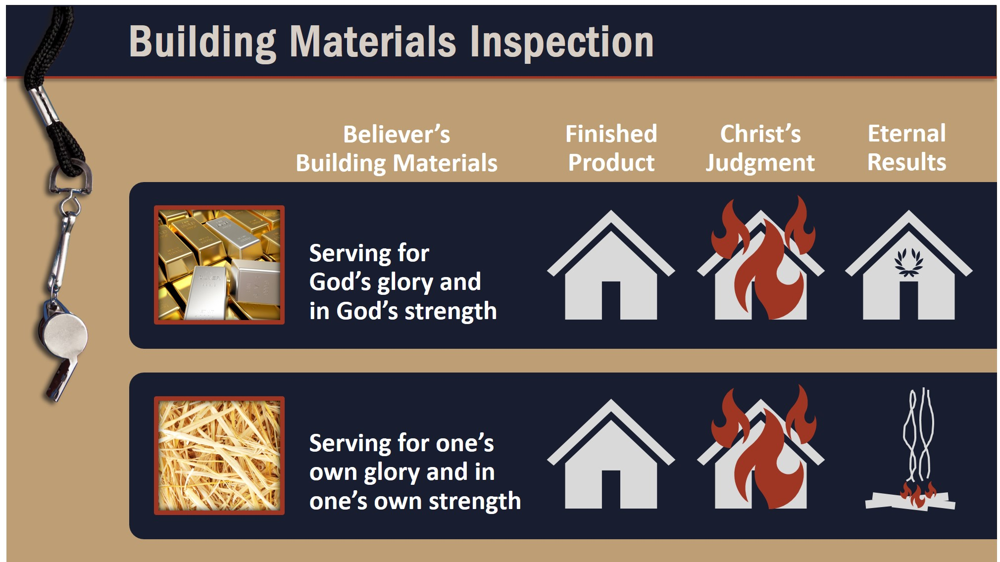 Building Materials Inspection
Believer’s
Building Materials
Finished
Product
Christ’s
Judgment
Eternal
Results
Serving for
God’s glory and
in God’s strength
Serving for one’s
own glory and in
one’s own strength